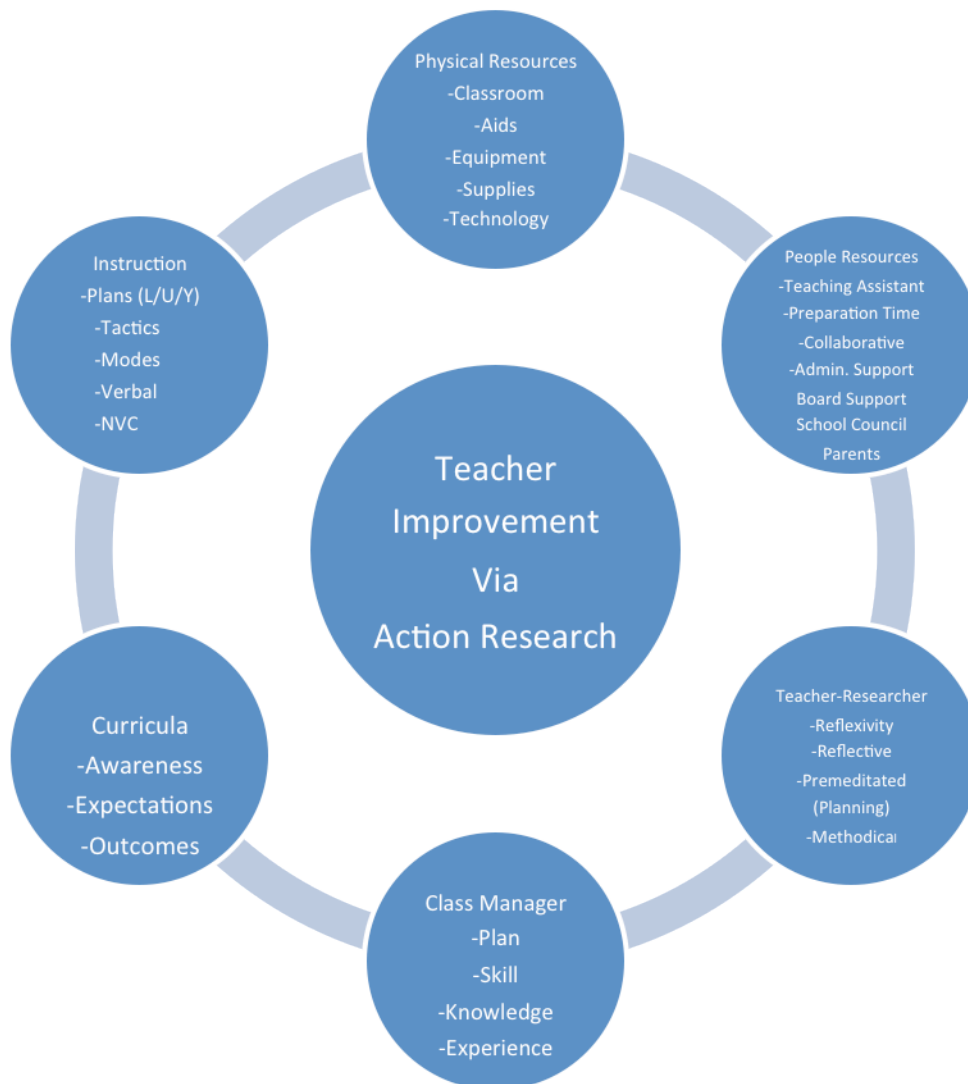 Physical Resources
-Classroom
-Aids
-Equipment
-Supplies
-Technology
People Resources
-Teaching Assistant
-Preparation Time
-Collaborative
-Admin. Support
Board Support
School Council
Parents
Teacher-Researcher
-Reflexivity
-Reflective
-Premeditated
(Planning)
-Methodical
Class Manager
-Plan
-Skill
-Knowledge
-Experience
Curricula
-Awareness
-Expectations
-Outcomes
Instruction
-Plans (L/U/Y)
-Tactics
-Modes
-Verbal
-NVC
Teacher
Improvement
Via
Action Research